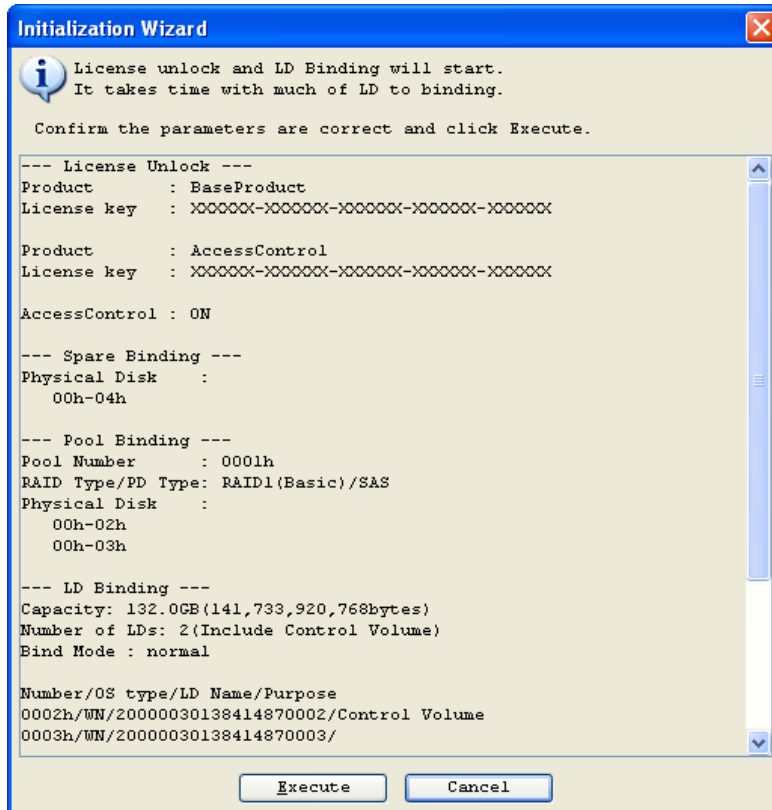 Initialization Wizard
License unlock and LD Binding will start.
It takes time with much of LD to binding.
Confirm the parameters are correct and click Execute.
--- License Unlock ---
Product : BaseProduct
License key : XXXXXX-XXXXXX-XXXXXX-XXXXXX-XXXXXX
Product : AccessControl
License key : XXXXXX-XXXXXX-XXXXXX-XXXXXX-XXXXXX
AccessControl : ON
--- Spare Binding ---
Physical Disk :
00h-04h
--- Pool Binding ---
Pool Number : 0001h
RAID Type/PD Type: RAID1(Basic)/SAS
Physical Disk :
00h-02h
00h-03h
--- LD Binding ---
Capacity: 132.0GB(141,733,920,768bytes)
Number of LDs: 2(Include Control Volume)
Bind Mode : normal
Number/OS type/LD Name/Purpose
0002h/WN/20000030138414870002/Control Volume
0003h/WN/20000030138414870003/
Execute Cancel